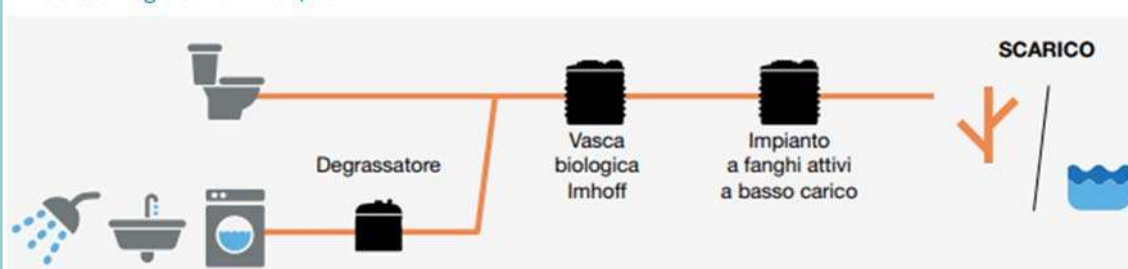 SCARICO
Degrassatore
Vasca
biologica
Imhoff
Impianto
a fanghi attivi
a basso carico